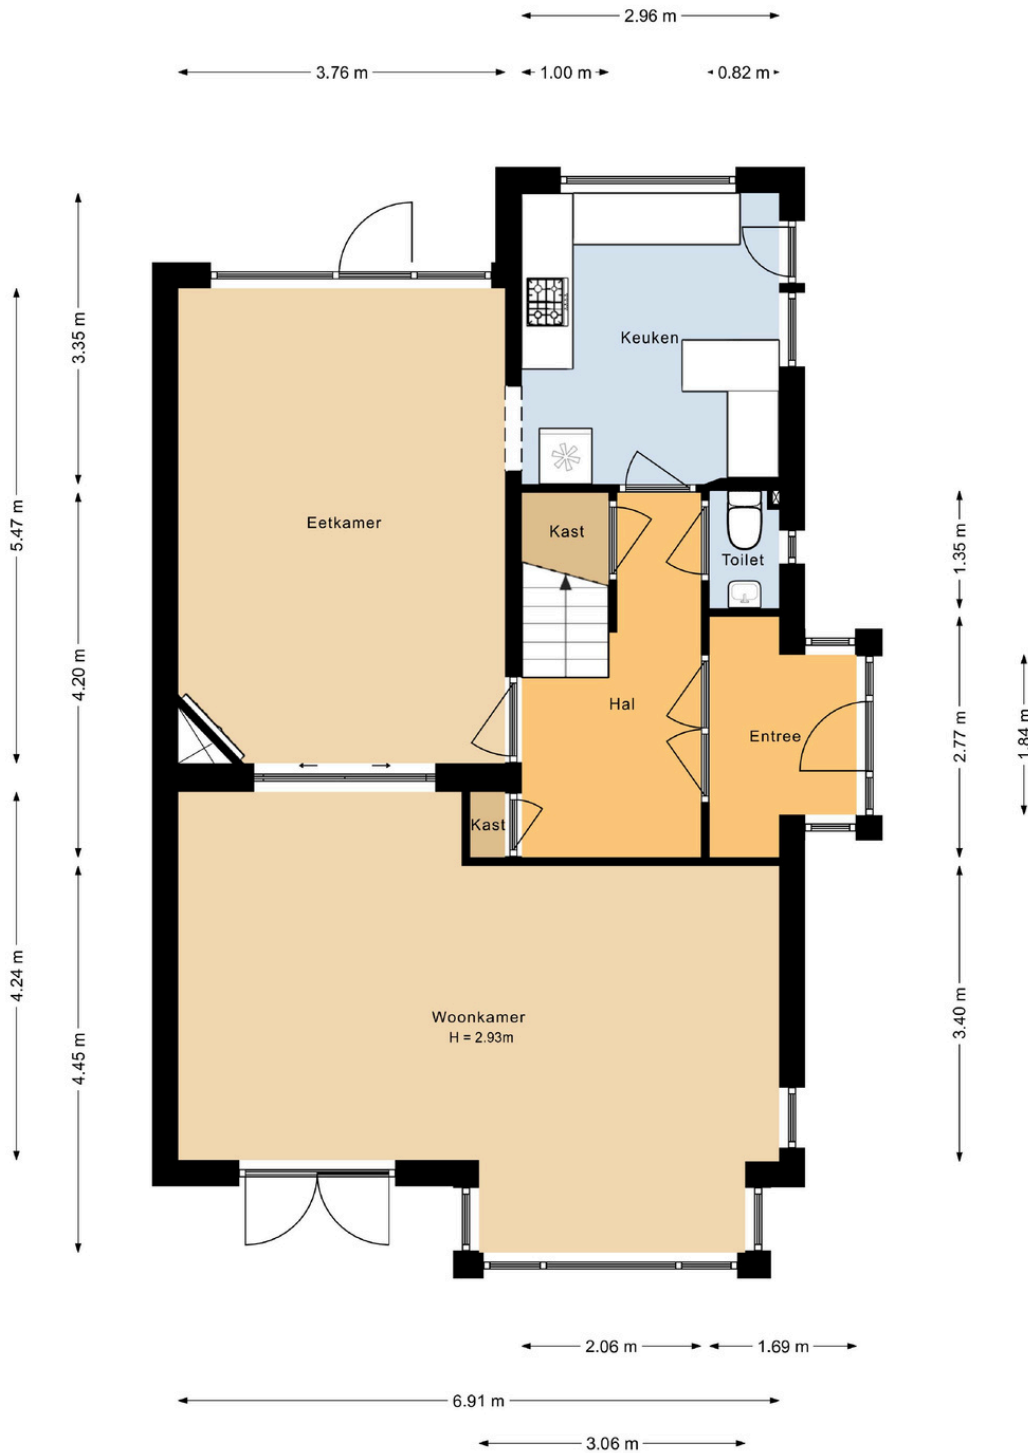 2.96 m
3.76 m
1.00 m
0.82 m
3.35 m
Keuken
5.47 m
Eetkamer
Kast
Toilet
1.35 m
4.20 m
Hal
Entree
2.77 m
1.84 m
Kast
4.24 m
Woonkamer
H = 2.93m
3.40 m
4.45 m
2.06 m
1.69 m
6.91 m
3.06 m